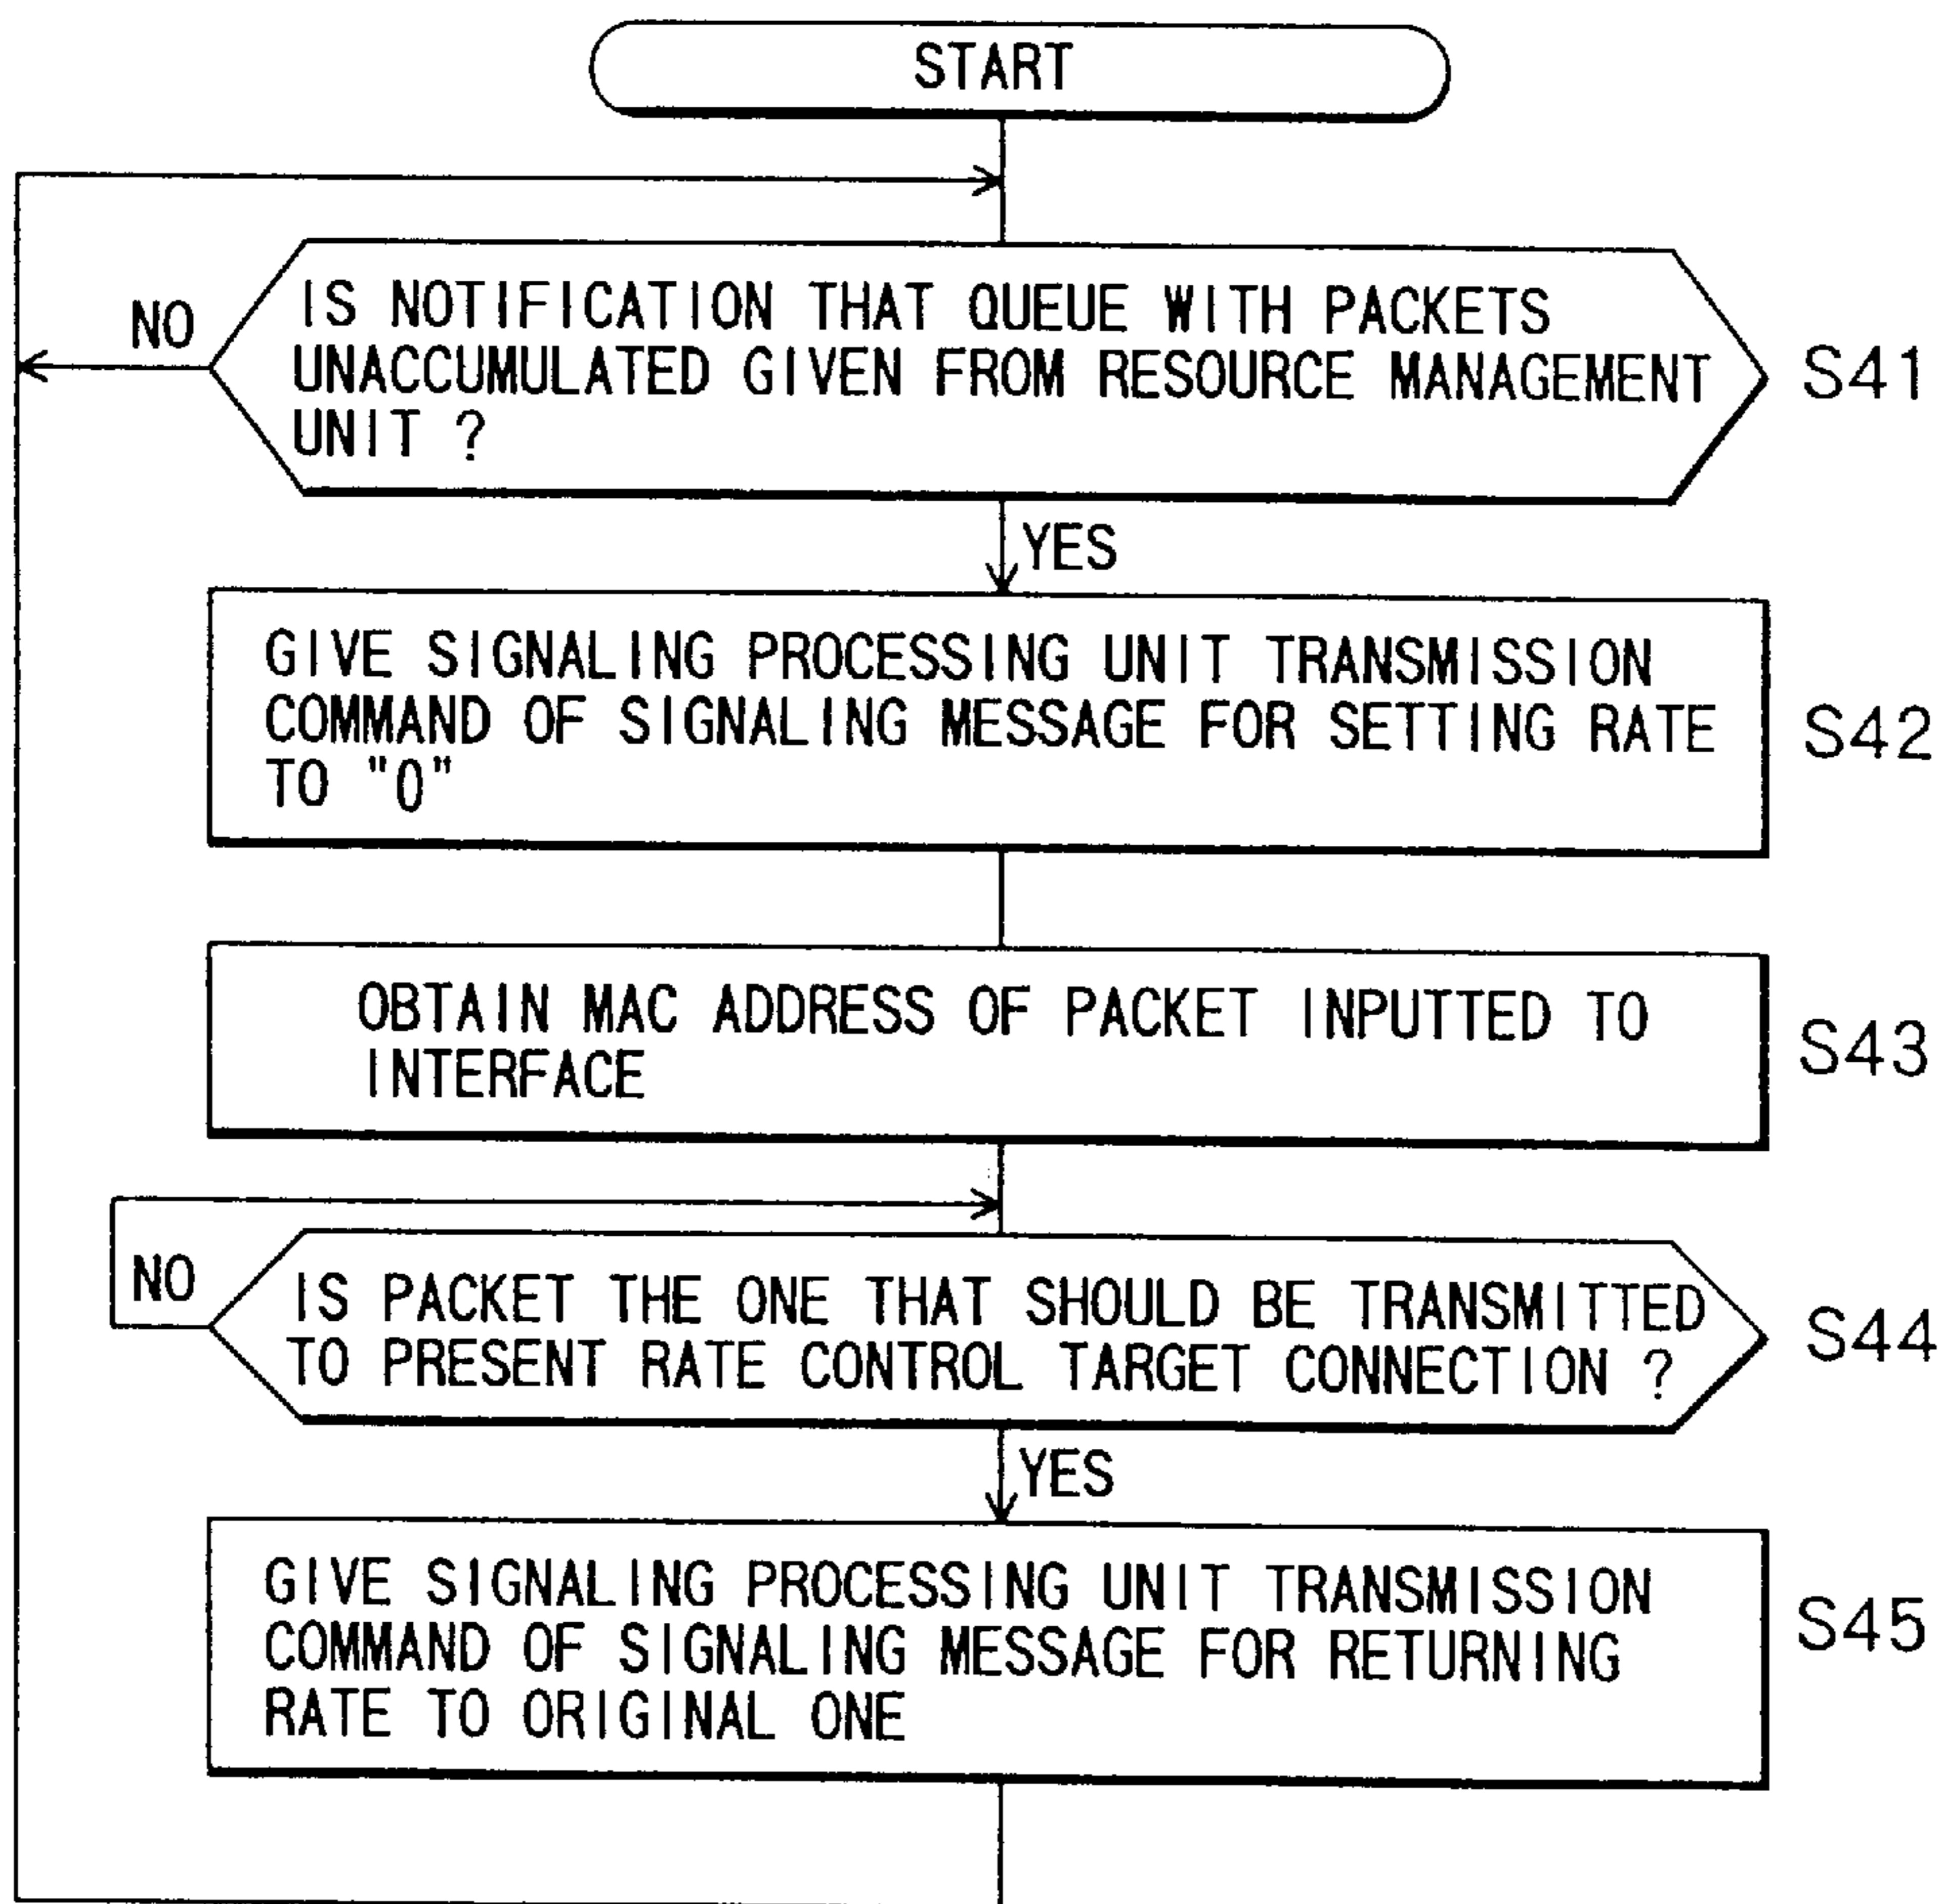 START
NO
IS NOTIFICATION THAT QUEUE WITH PACKETS
UNACCUMULATED GIVEN FROM RESOURCE MANAGEMENT
UNIT ?
S41
YES
GIVE SIGNALING PROCESSING UNIT TRANSMISSION
COMMAND OF SIGNALING MESSAGE FOR SETTING RATE
TO "0"
S42
OBTAIN MAC ADDRESS OF PACKET INPUTTED TO
INTERFACE
S43
NO
IS PACKET THE ONE THAT SHOULD BE TRANSMITTED
TO PRESENT RATE CONTROL TARGET CONNECTION ?
S44
YES
GIVE SIGNALING PROCESSING UNIT TRANSMISSION
COMMAND OF SIGNALING MESSAGE FOR RETURNING
RATE TO ORIGINAL ONE
S45